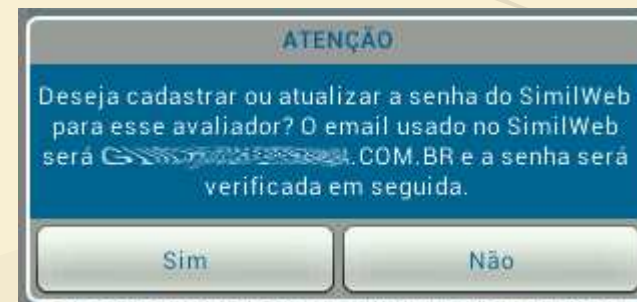 ATENÇÃO
Deseja cadastrar ou atualizar a senha do SimilWeb
para esse avaliador? O email usado no SimilWeb
será .COM.BR e a senha será
verificada em seguida.
Sim
Não